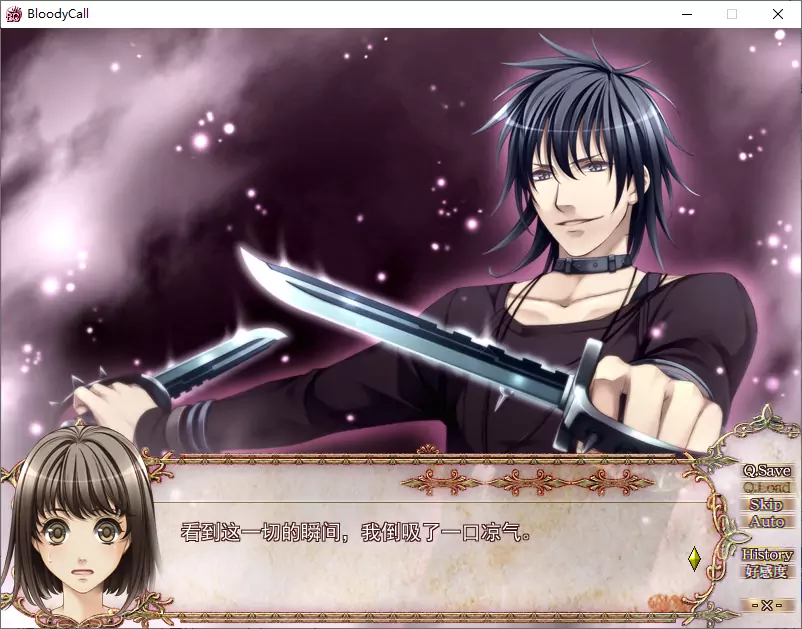 BloodyCall
看到这一切的瞬间，我倒吸了一口凉气。
Q.Save
Q.Load
Skip
Auto
History
好感度
- X -